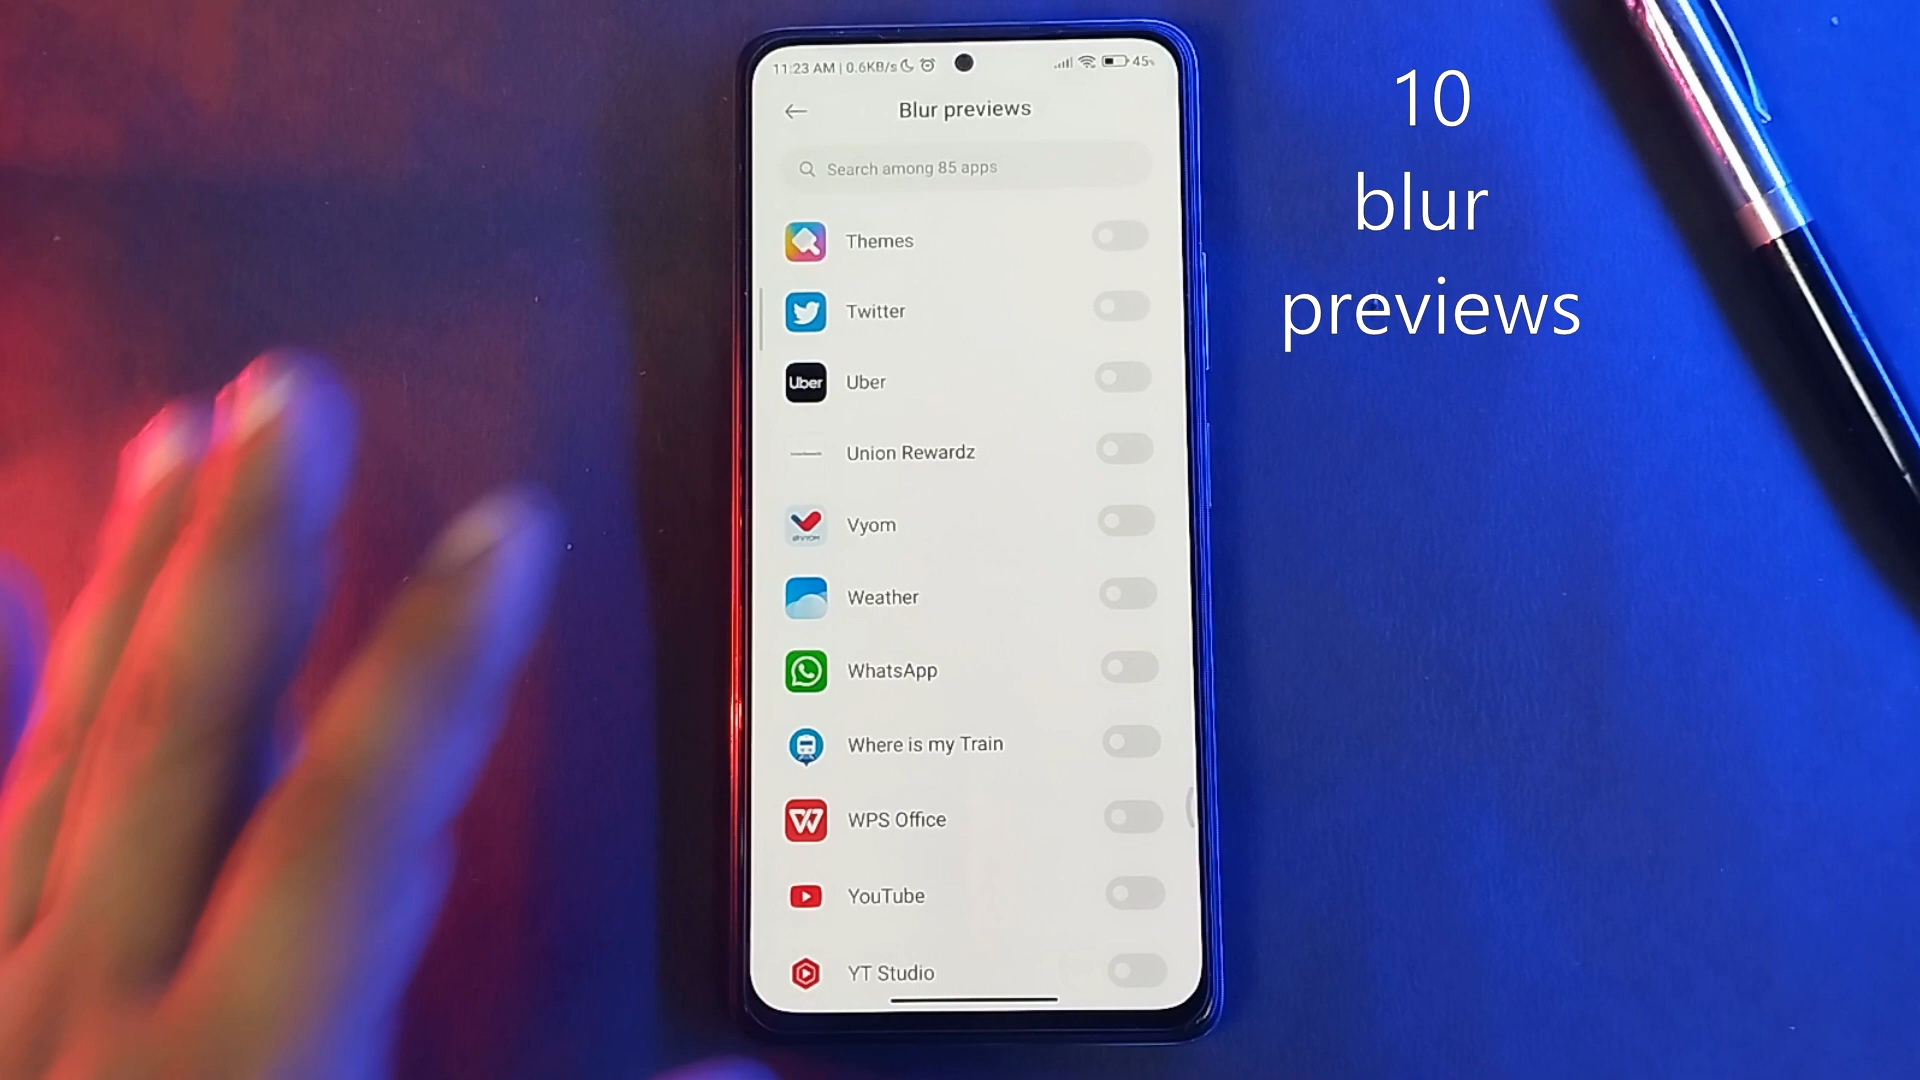 11:23 AM | 0.6KB/s
45%
Blur previews
Search among 85 apps
Themes
Twitter
Uber
Uber
Union Rewardz
Vyom
Weather
WhatsApp
Where is my Train
WPS Office
YouTube
YT Studio
10
blur
previews